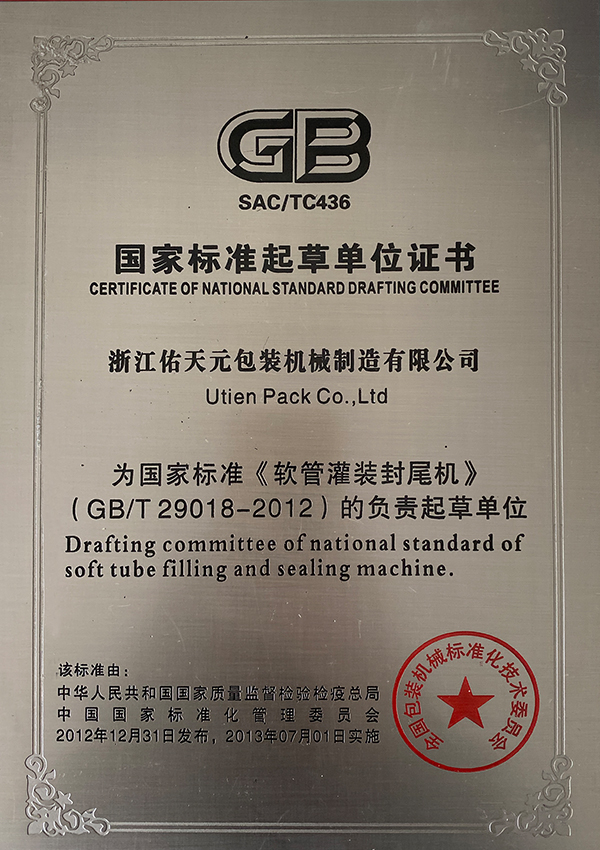 GB
SAC/TC436
国家标准起草单位证书
CERTIFICATE OF NATIONAL STANDARD DRAFTING COMMITTEE
浙江佑天元包装机械制造有限公司
Utien Pack Co.,Ltd
为国家标准《软管灌装封尾机》
（GB/T 29018-2012）的负责起草单位
Drafting committee of national standard of
soft tube filling and sealing machine.
该标准由：
中华人民共和国国家质量监督检验检疫总局
中国国家标准化管理委员会
2012年12月31日发布，2013年07月01日实施
全国包装机械标准化技术委员会